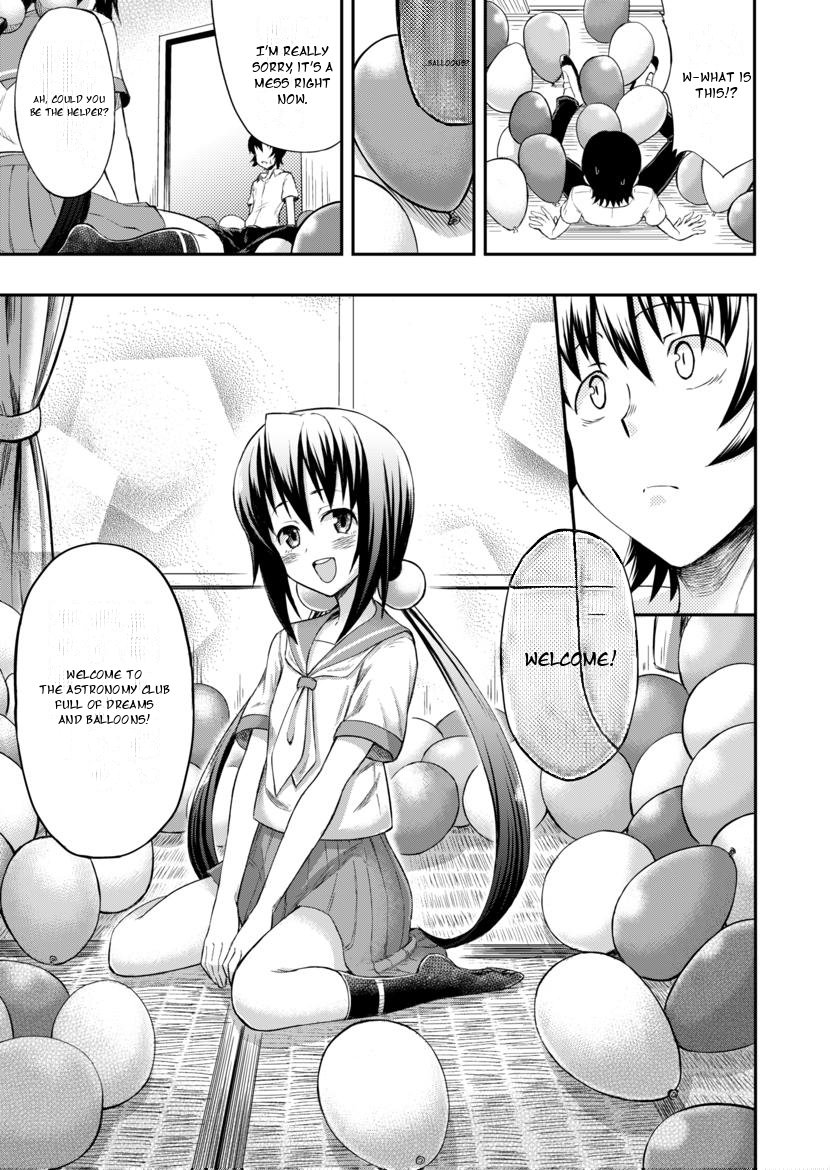 W-WHAT IS
THIS!?
...BALLOONS?
I'M REALLY
SORRY, IT'S A
MESS RIGHT
NOW.
AH, COULD YOU
BE THE HELPER?
WELCOME!
WELCOME TO
THE ASTRONOMY CLUB
FULL OF DREAMS
AND BALLOONS!